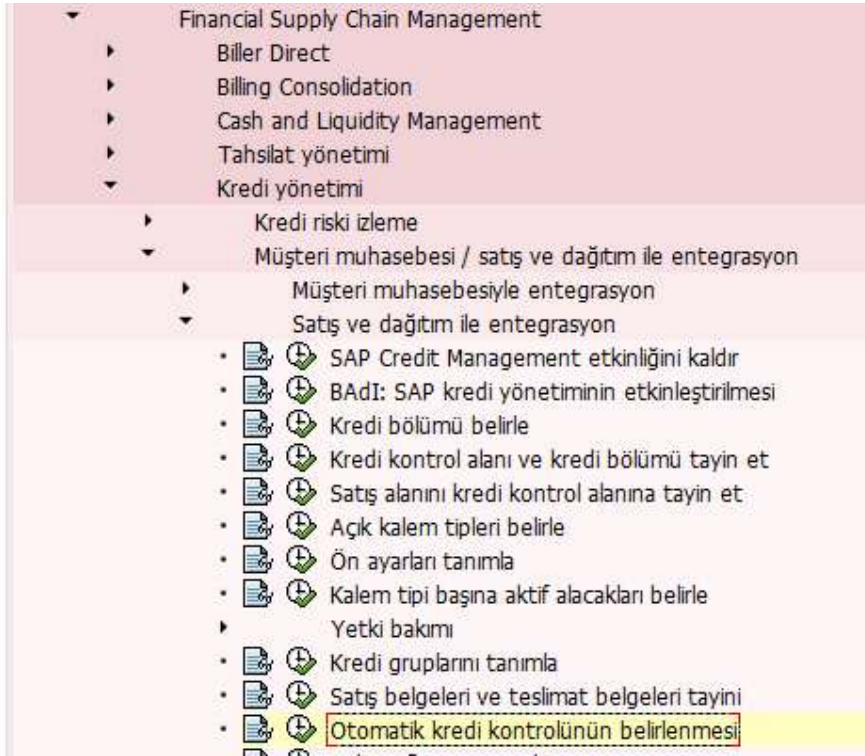 Financial Supply Chain Management
Biller Direct
Billing Consolidation
Cash and Liquidity Management
Tahsilat yönetimi
Kredi yönetimi
Kredi riski izleme
Müşteri muhasebesi / satış ve dağıtım ile entegrasyon
Müşteri muhasebesiyle entegrasyon
Satış ve dağıtım ile entegrasyon
SAP Credit Management etkinliğini kaldır
BAdI: SAP kredi yönetiminin etkinleştirilmesi
Kredi bölümü belirle
Kredi kontrol alanı ve kredi bölümü tayin et
Satış alanını kredi kontrol alanına tayin et
Açık kalem tipleri belirle
Ön ayarları tanımla
Kalem tipi başına aktif alacakları belirle
Yetki bakımı
Kredi gruplarını tanımla
Satış belgeleri ve teslimat belgeleri tayini
Otomatik kredi kontrolünün belirlenmesi